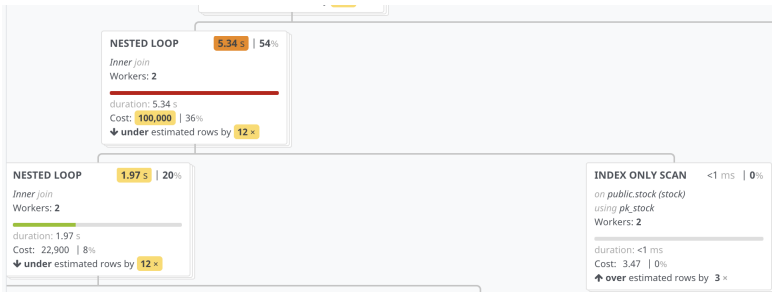 NESTED LOOP 5.34 s | 54%
Inner join
Workers: 2
duration: 5.34 s
Cost: 100,000 | 36%
🡫 under estimated rows by 12 ×
NESTED LOOP 1.97 s | 20%
Inner join
Workers: 2
duration: 1.97 s
Cost: 22,900 | 8%
🡫 under estimated rows by 12 ×
INDEX ONLY SCAN <1 ms | 0%
on public.stock (stock)
using pk_stock
Workers: 2
duration: <1 ms
Cost: 3.47 | 0%
🡩 over estimated rows by 3 ×